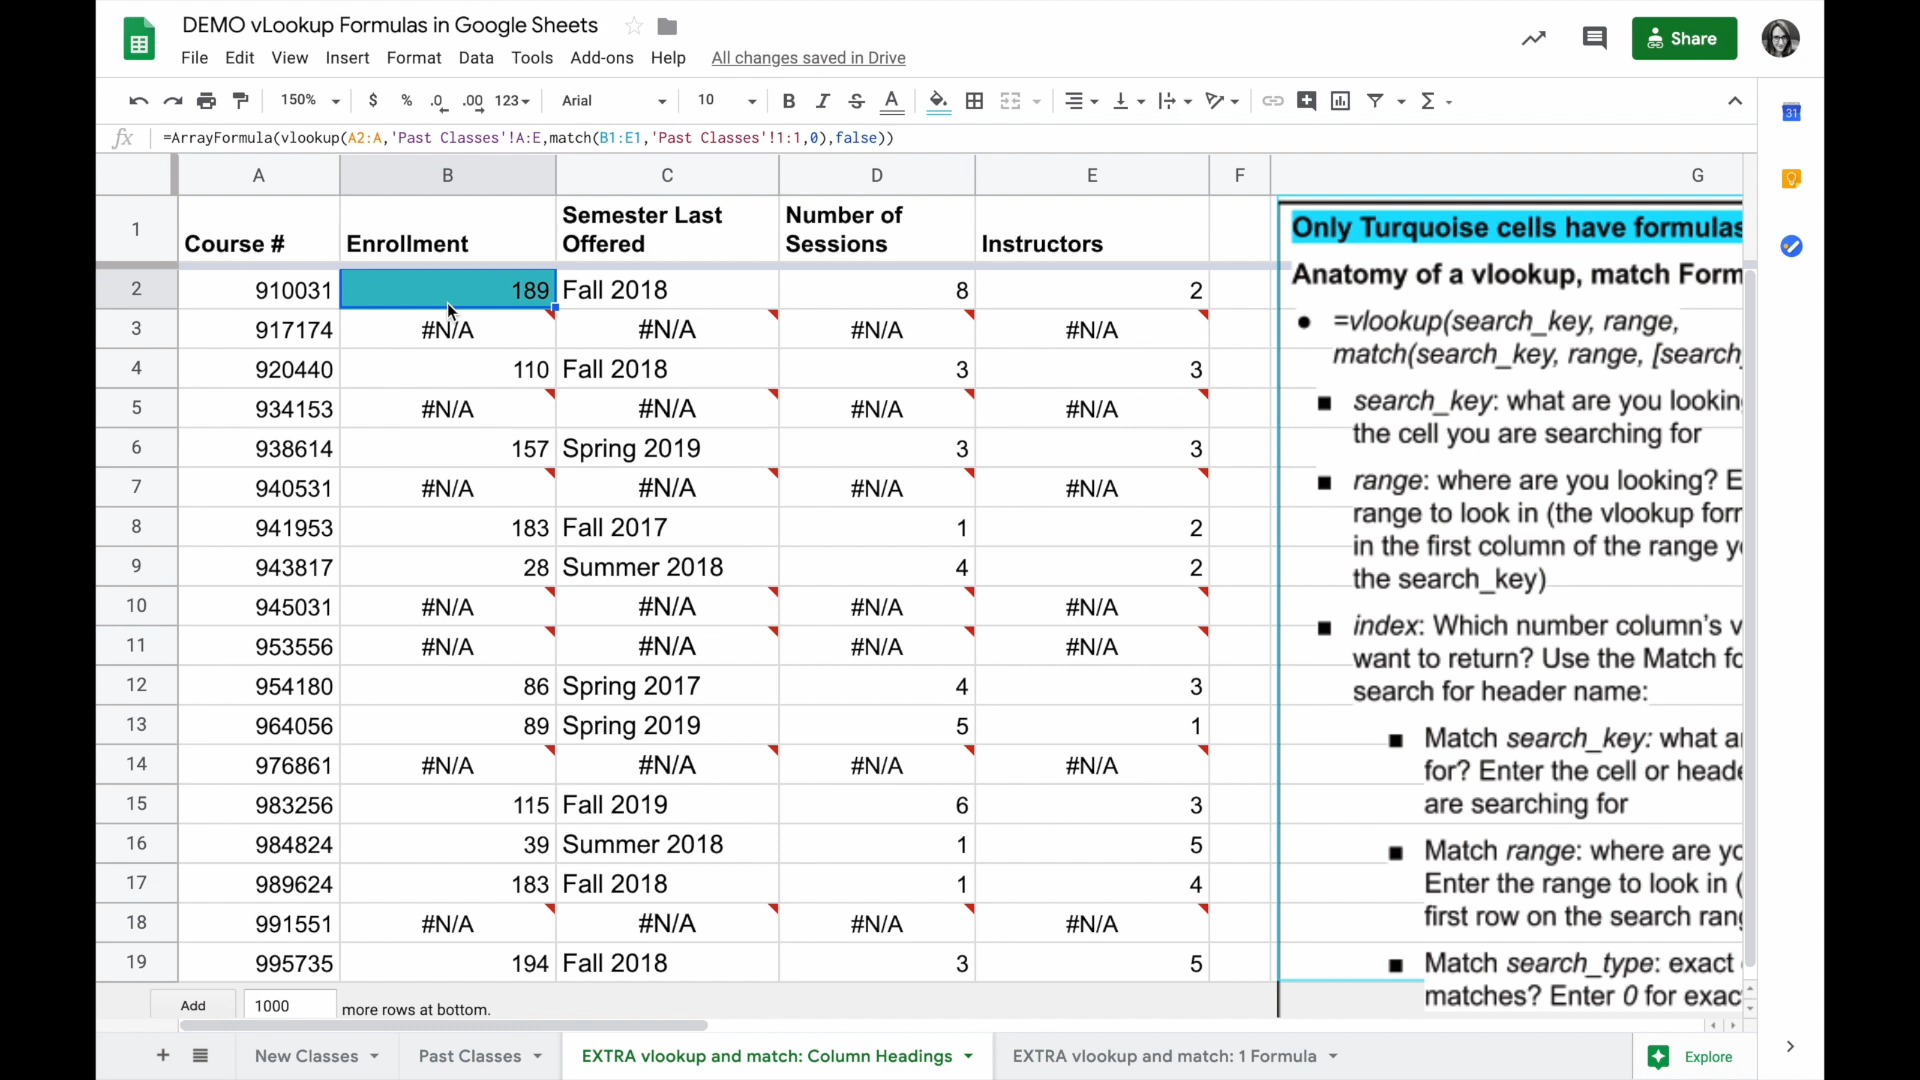 DEMO vLookup Formulas in Google Sheets
File Edit View Insert Format Data Tools Add-ons Help All changes saved in Drive
Share
150% $ % .0 .00 123 Arial 10 B I S A Σ
31
fx =ArrayFormula(vlookup(A2:A,'Past Classes'!A:E,match(B1:E1,'Past Classes'!1:1,0),false))
A B C D E F G
1 Course # Enrollment Semester Last Offered Number of Sessions Instructors
2 910031 189 Fall 2018 8 2
3 917174 #N/A #N/A #N/A #N/A
4 920440 110 Fall 2018 3 3
5 934153 #N/A #N/A #N/A #N/A
6 938614 157 Spring 2019 3 3
7 940531 #N/A #N/A #N/A #N/A
8 941953 183 Fall 2017 1 2
9 943817 28 Summer 2018 4 2
10 945031 #N/A #N/A #N/A #N/A
11 953556 #N/A #N/A #N/A #N/A
12 954180 86 Spring 2017 4 3
13 964056 89 Spring 2019 5 1
14 976861 #N/A #N/A #N/A #N/A
15 983256 115 Fall 2019 6 3
16 984824 39 Summer 2018 1 5
17 989624 183 Fall 2018 1 4
18 991551 #N/A #N/A #N/A #N/A
19 995735 194 Fall 2018 3 5
Only Turquoise cells have formulas
Anatomy of a vlookup, match Form
=vlookup(search_key, range,
match(search_key, range, [search_
search_key: what are you lookin
the cell you are searching for
range: where are you looking? E
range to look in (the vlookup for
in the first column of the range y
the search_key)
index: Which number column's v
want to return? Use the Match fo
search for header name:
Match search_key: what a
for? Enter the cell or heade
are searching for
Match range: where are yo
Enter the range to look in (
first row on the search rang
Match search_type: exact
matches? Enter 0 for exac
Add 1000 more rows at bottom.
+ New Classes Past Classes EXTRA vlookup and match: Column Headings EXTRA vlookup and match: 1 Formula Explore